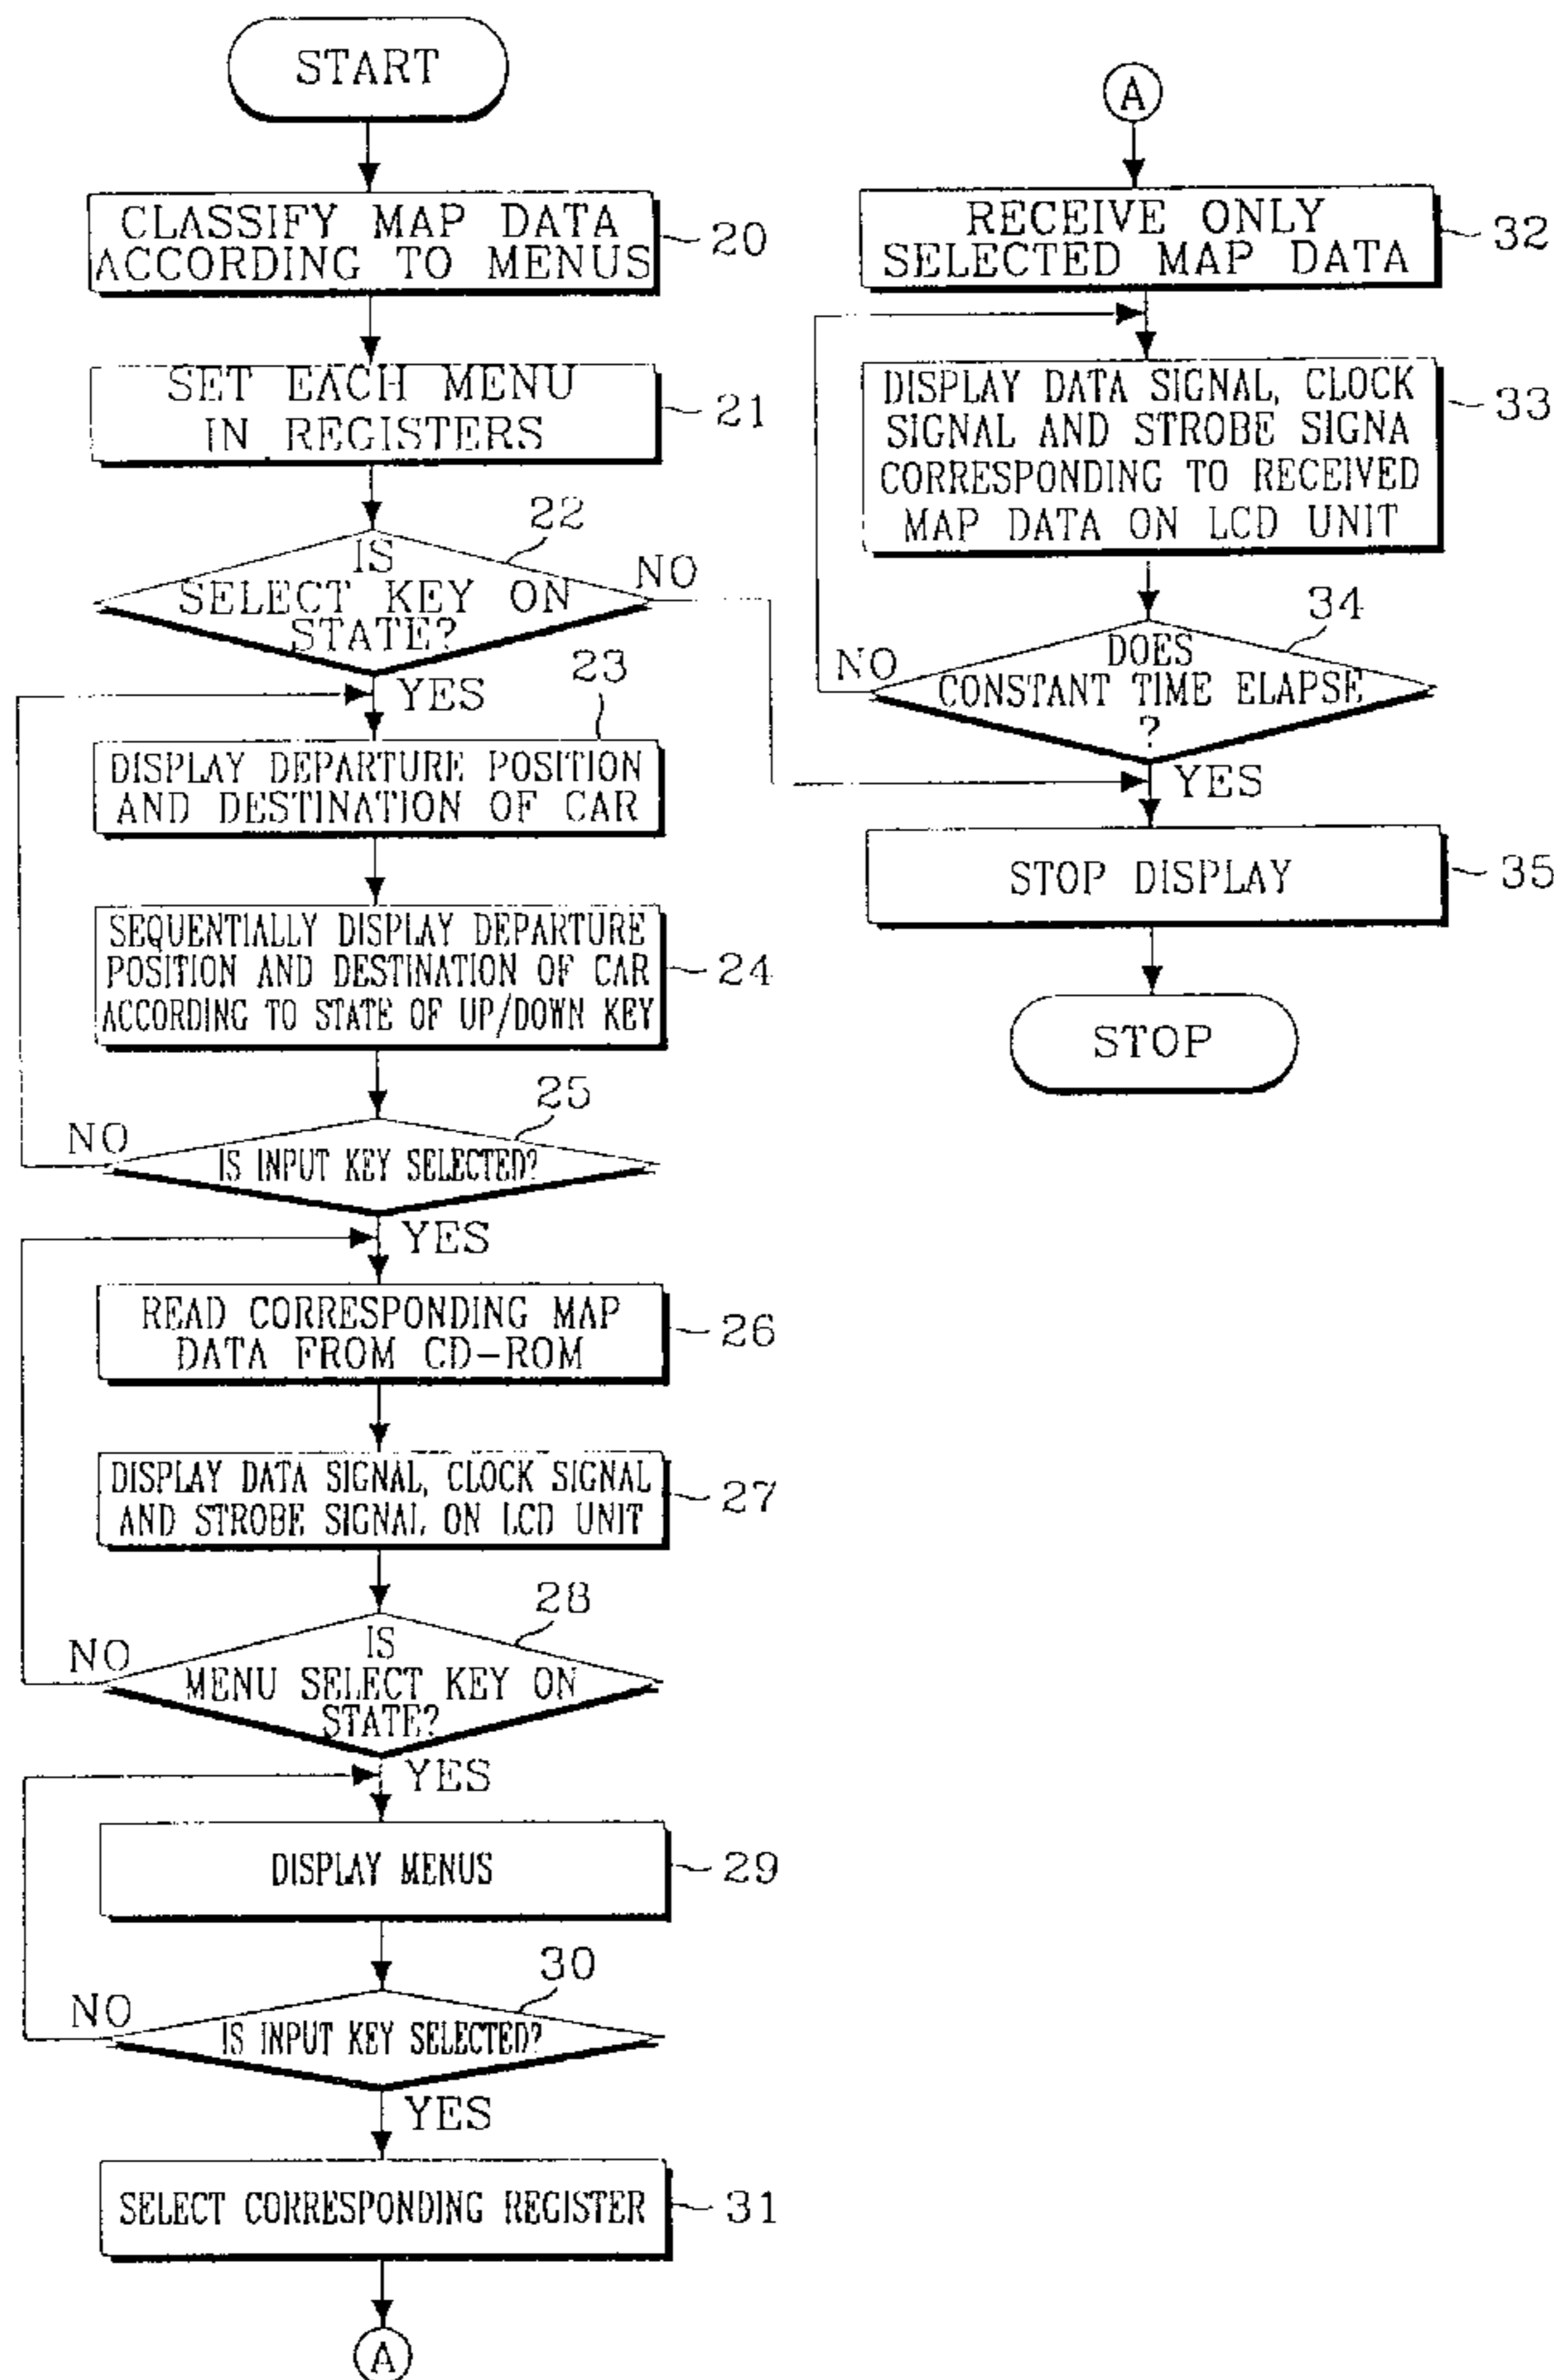 START
CLASSIFY MAP DATA
ACCORDING TO MENUS
20
SET EACH MENU
IN REGISTERS
21
22
IS
SELECT KEY ON
STATE?
NO
YES
23
DISPLAY DEPARTURE POSITION
AND DESTINATION OF CAR
SEQUENTIALLY DISPLAY DEPARTURE
POSITION AND DESTINATION OF CAR
ACCORDING TO STATE OF UP/DOWN KEY
24
25
NO
IS INPUT KEY SELECTED?
YES
READ CORRESPONDING MAP
DATA FROM CD-ROM
26
DISPLAY DATA SIGNAL, CLOCK SIGNAL
AND STROBE SIGNAL ON LCD UNIT
27
28
NO
IS
MENU SELECT KEY ON
STATE?
YES
DISPLAY MENUS
29
30
NO
IS INPUT KEY SELECTED?
YES
SELECT CORRESPONDING REGISTER
31
A
A
RECEIVE ONLY
SELECTED MAP DATA
32
DISPLAY DATA SIGNAL, CLOCK
SIGNAL AND STROBE SIGNA
CORRESPONDING TO RECEIVED
MAP DATA ON LCD UNIT
33
34
NO
DOES
CONSTANT TIME ELAPSE
?
YES
STOP DISPLAY
35
STOP